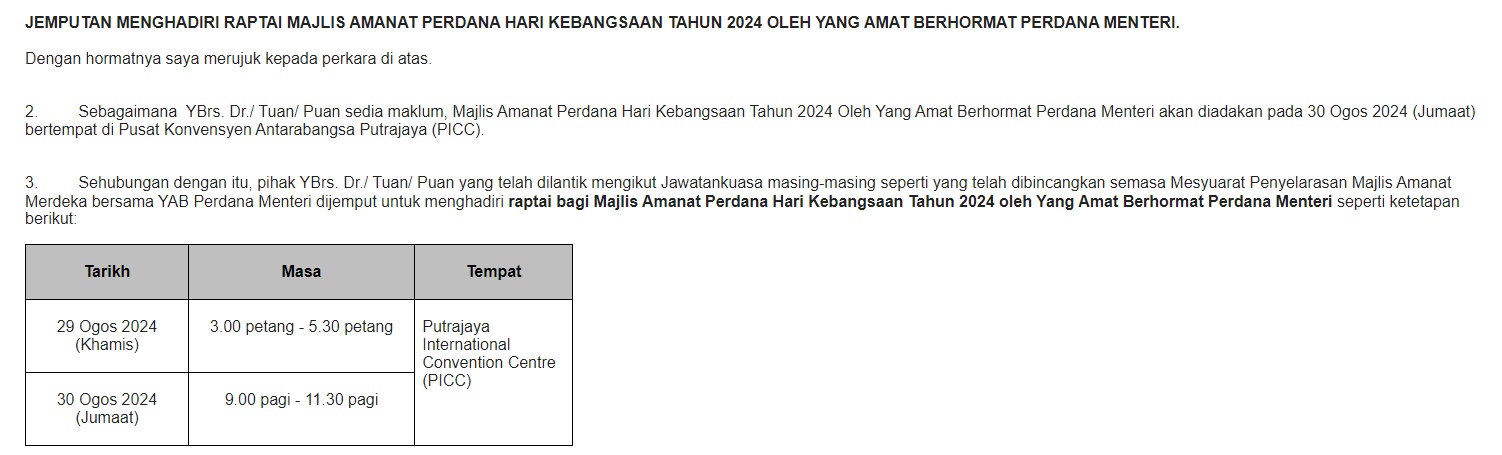 JEMPUTAN MENGHADIRI RAPTAI MAJLIS AMANAT PERDANA HARI KEBANGSAAN TAHUN 2024 OLEH YANG AMAT BERHORMAT PERDANA MENTERI.
Dengan hormatnya saya merujuk kepada perkara di atas.
2. Sebagaimana YBrs. Dr./ Tuan/ Puan sedia maklum, Majlis Amanat Perdana Hari Kebangsaan Tahun 2024 Oleh Yang Amat Berhormat Perdana Menteri akan diadakan pada 30 Ogos 2024 (Jumaat)
bertempat di Pusat Konvensyen Antarabangsa Putrajaya (PICC).
3. Sehubungan dengan itu, pihak YBrs. Dr./ Tuan/ Puan yang telah dilantik mengikut Jawatankuasa masing-masing seperti yang telah dibincangkan semasa Mesyuarat Penyelarasan Majlis Amanat
Merdeka bersama YAB Perdana Menteri dijemput untuk menghadiri raptai bagi Majlis Amanat Perdana Hari Kebangsaan Tahun 2024 oleh Yang Amat Berhormat Perdana Menteri seperti ketetapan
berikut:
Tarikh Masa Tempat
29 Ogos 2024 3.00 petang - 5.30 petang Putrajaya
(Khamis) International
Convention Centre
(PICC)
30 Ogos 2024 9.00 pagi - 11.30 pagi
(Jumaat)